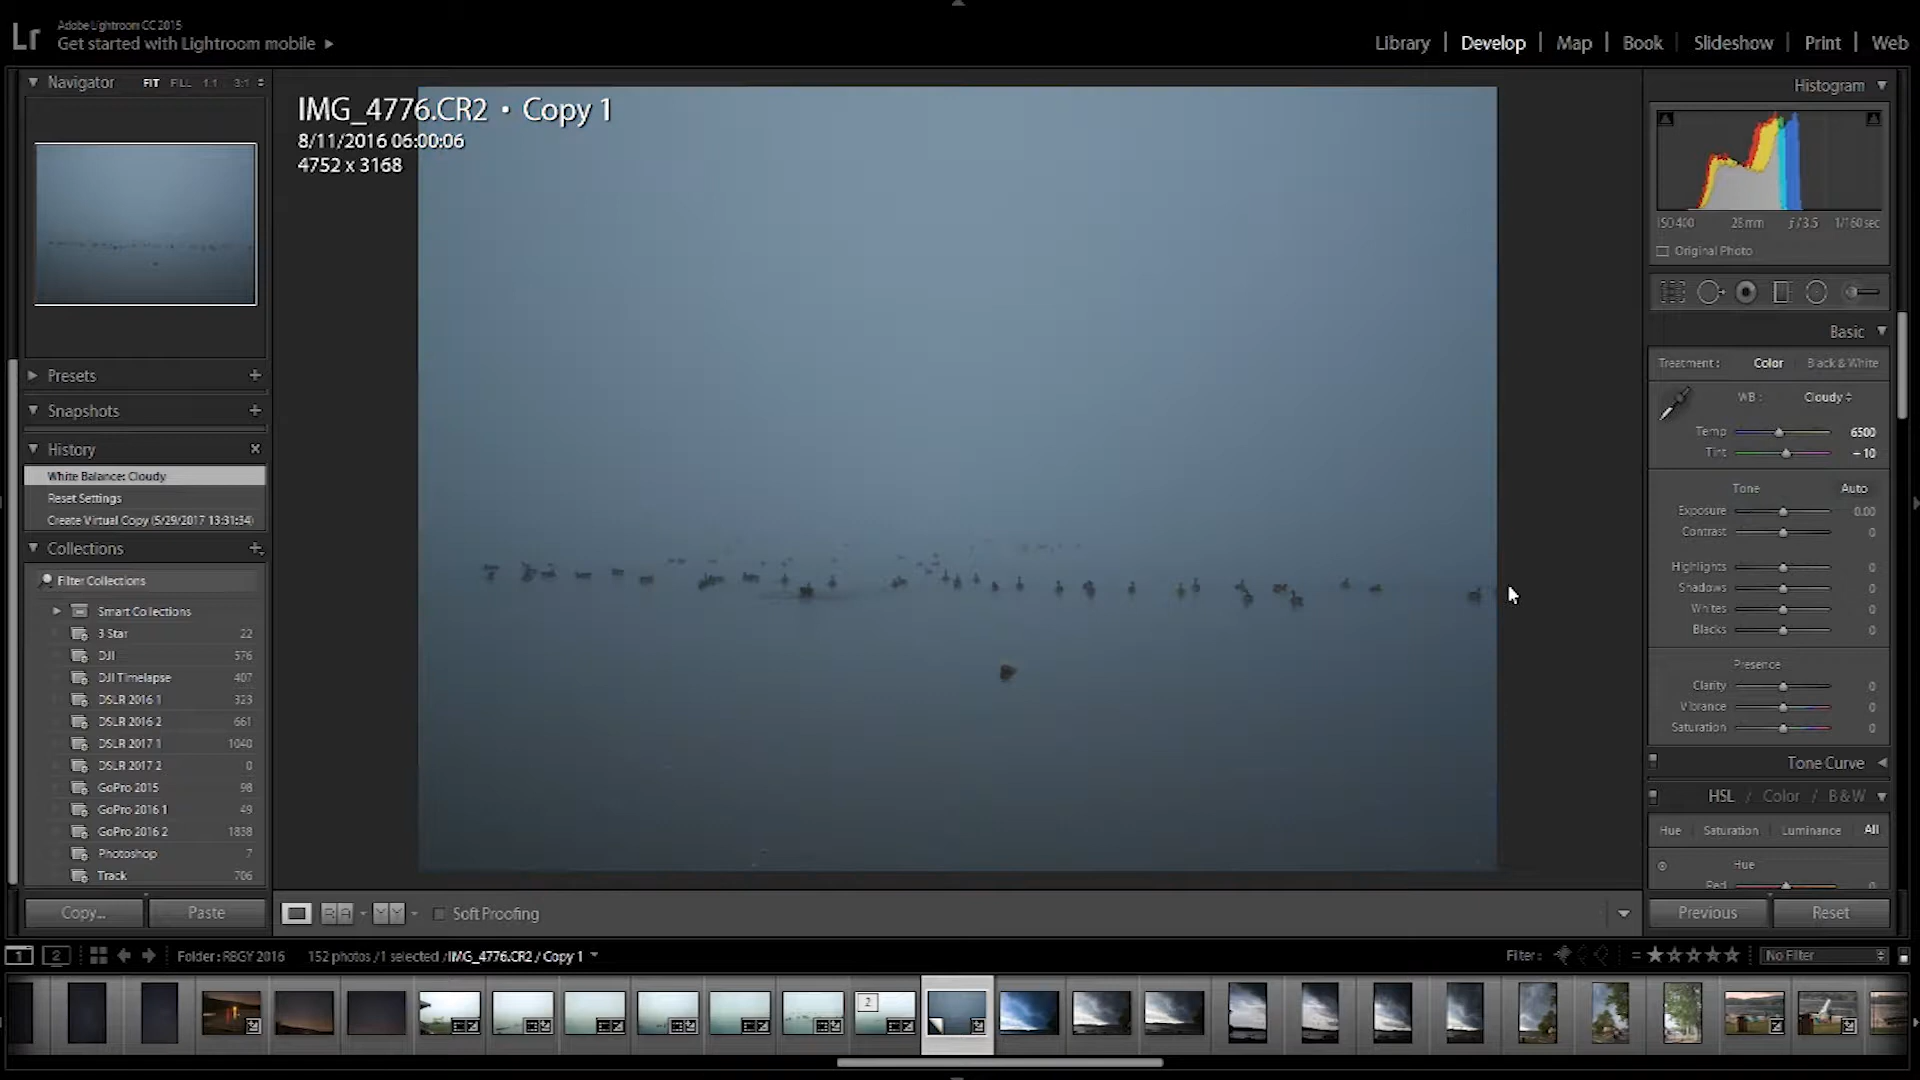 Lr
Adobe Lightroom CC 2015
Get started with Lightroom mobile
Library | Develop | Map | Book | Slideshow | Print | Web
Navigator FIT FILL 1:1 3:1
Presets
Snapshots
History
White Balance: Cloudy
Reset Settings
Create Virtual Copy (5/29/2017 13:31:34)
Collections
Filter Collections
Smart Collections
3 Star 22
DJI 576
DJI Timelapse 407
DSLR 2016 1 323
DSLR 2016 2 661
DSLR 2017 1 1040
DSLR 2017 2 0
GoPro 2015 98
GoPro 2016 1 49
GoPro 2016 2 1838
Photoshop 7
Track 706
Copy... Paste
IMG_4776.CR2 • Copy 1
8/11/2016 06:00:06
4752 x 3168
Soft Proofing
Histogram
ISO 400 28mm ƒ/3.5 1/160 sec
Original Photo
Basic
Treatment: Color Black & White
WB: Cloudy
Temp 6500
Tint + 10
Tone Auto
Exposure 0.00
Contrast 0
Highlights 0
Shadows 0
Whites 0
Blacks 0
Presence
Clarity 0
Vibrance 0
Saturation 0
Tone Curve
HSL / Color / B & W
Hue Saturation Luminance All
Hue
Red 0
Previous Reset
1 2 Folder: RBGY 2016 152 photos / 1 selected / IMG_4776.CR2 / Copy 1
Filter: No Filter
2